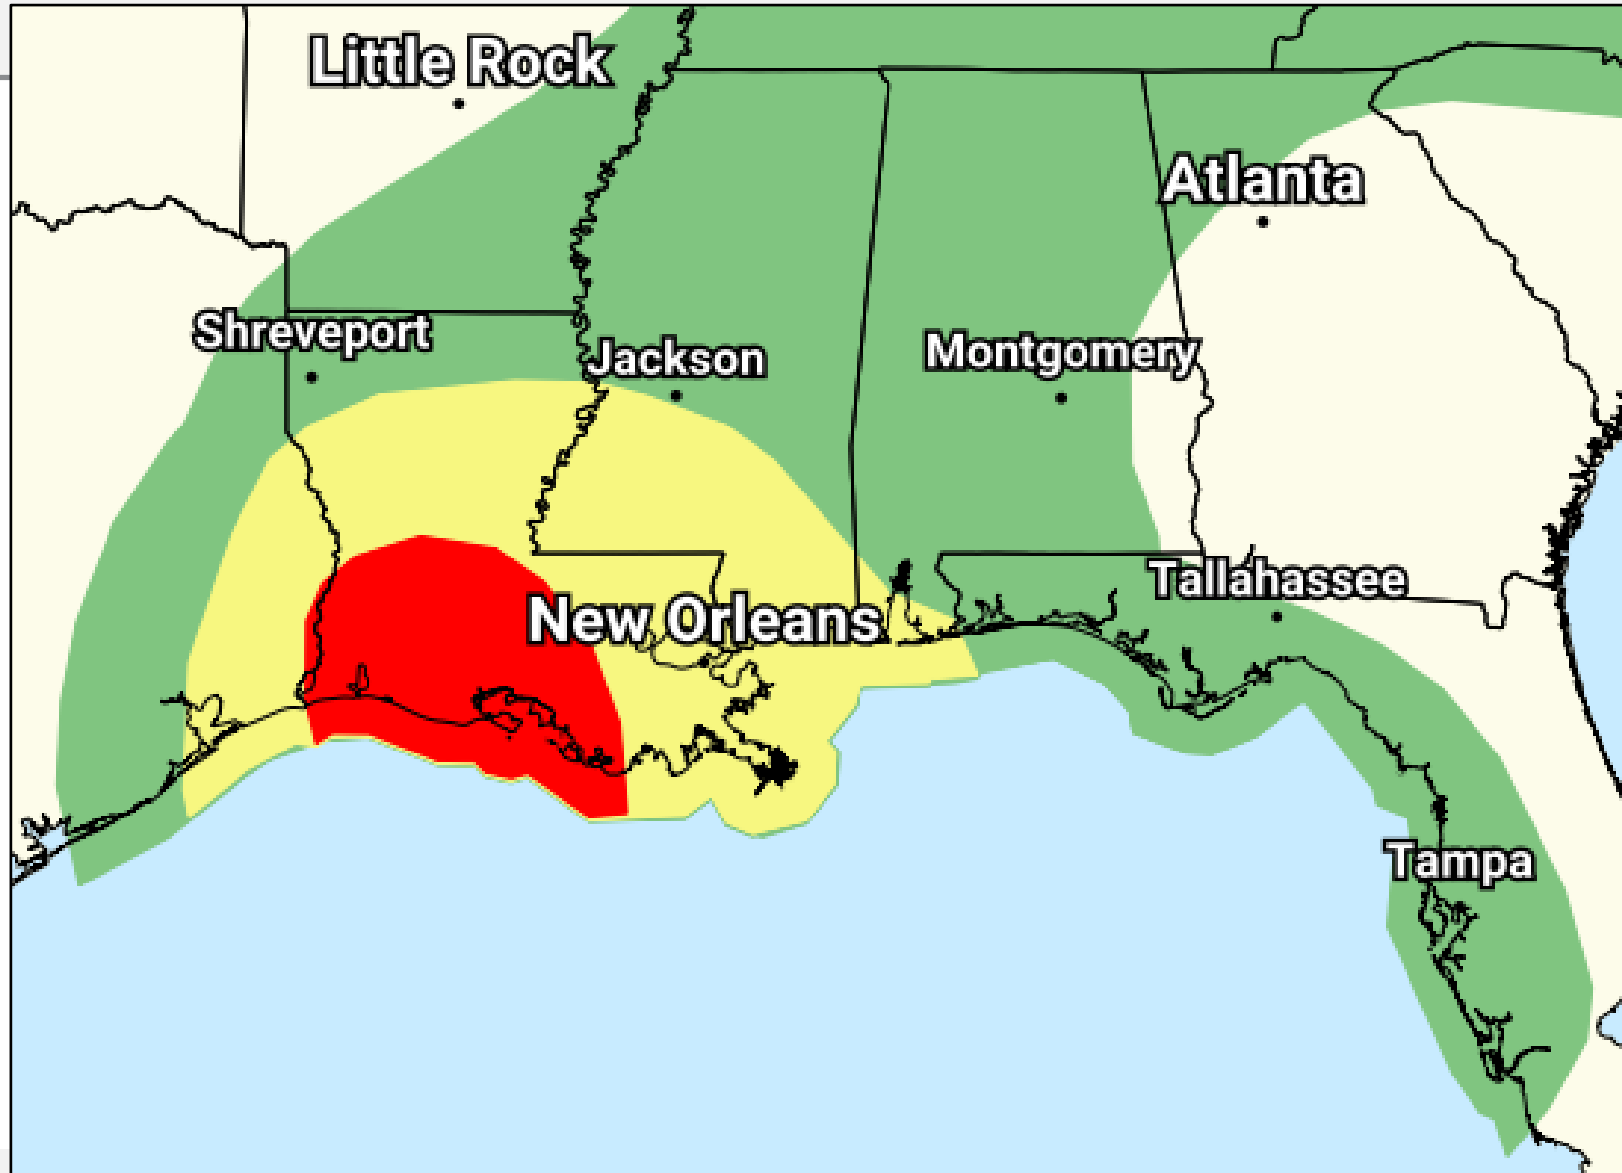 Little Rock
Atlanta
Shreveport
Jackson
Montgomery
Tallahassee
New Orleans
Tampa